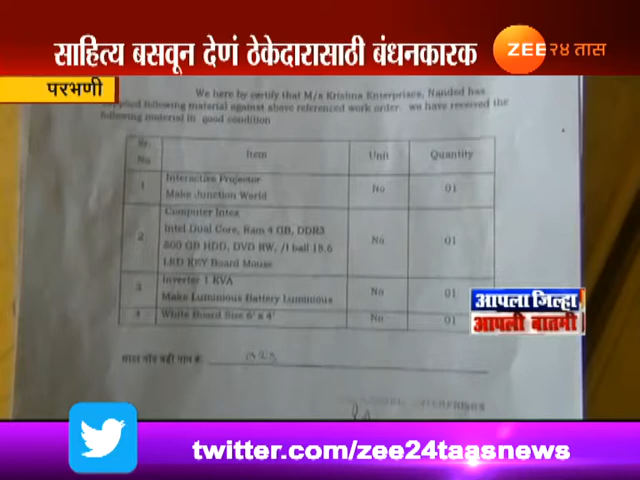 साहित्य बसवून देणं ठेकेदारासाठी बंधनकारक
ZEE २४ तास
परभणी
We here by certify that M/s Krishna Enterprises, Nanded has
supplied following material against above referenced work order. we have received the
following material in good condition
Sr. No Item Unit Quantity
1 Interactive Projector No 01
Make Junction World
Computer Intex
2 Intel Dual Core, Ram 4 GB, DDR3 No 01
500 GB HDD, DVD RW, /I ball 18.5
LED KEY Board Mouse
3 Inverter 1 KVA No 01
Make Luminious Battery Luminous
4 White Board Size 6' x 4' No 01
आपला जिल्हा
आपली बातमी
ENTERPRISES
twitter.com/zee24taasnews